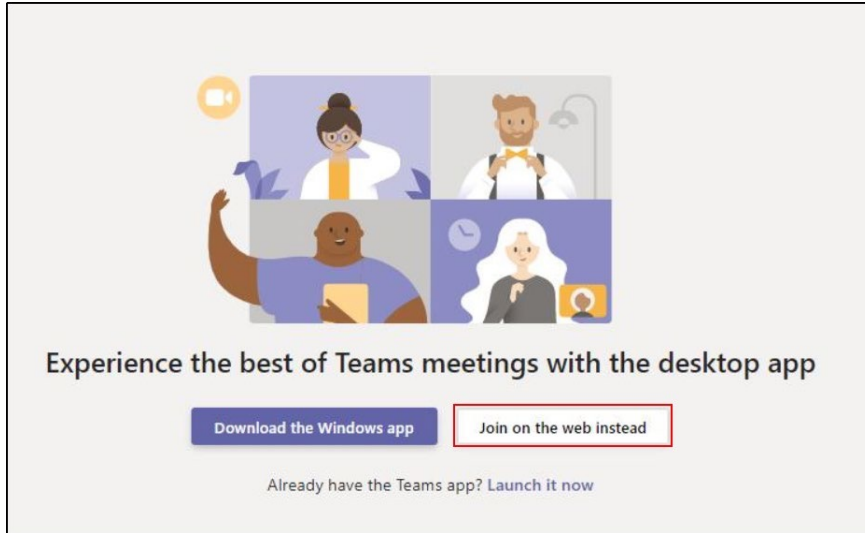 Experience the best of Teams meetings with the desktop app
Download the Windows app
Join on the web instead
Already have the Teams app? Launch it now